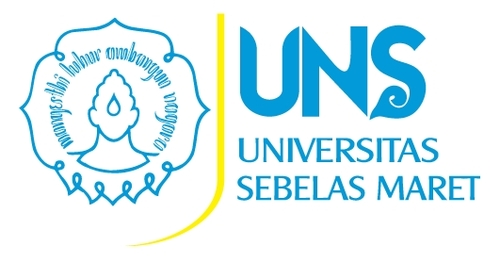 mangesthi luhur ambangun nagara
UNS
UNIVERSITAS
SEBELAS MARET